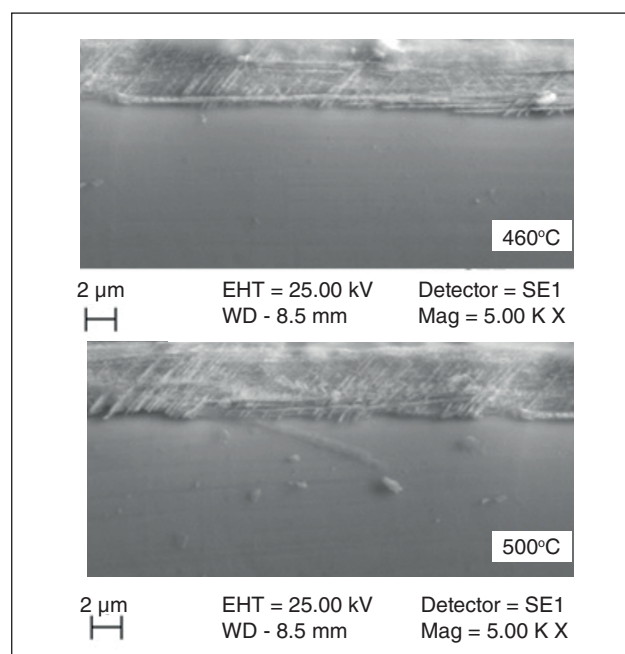 460°C
2 µm EHT = 25.00 kV Detector = SE1
WD - 8.5 mm Mag = 5.00 K X
500°C
2 µm EHT = 25.00 kV Detector = SE1
WD - 8.5 mm Mag = 5.00 K X